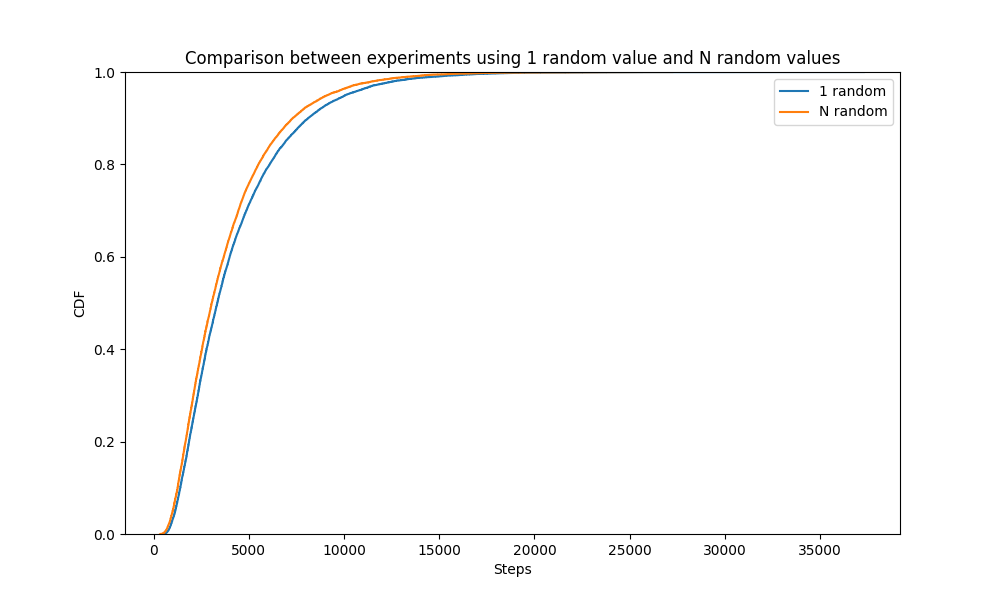 Comparison between experiments using 1 random value and N random values
1.0
0.8
0.6
0.4
0.2
0.0
CDF
1 random
N random
0 5000 10000 15000 20000 25000 30000 35000
Steps